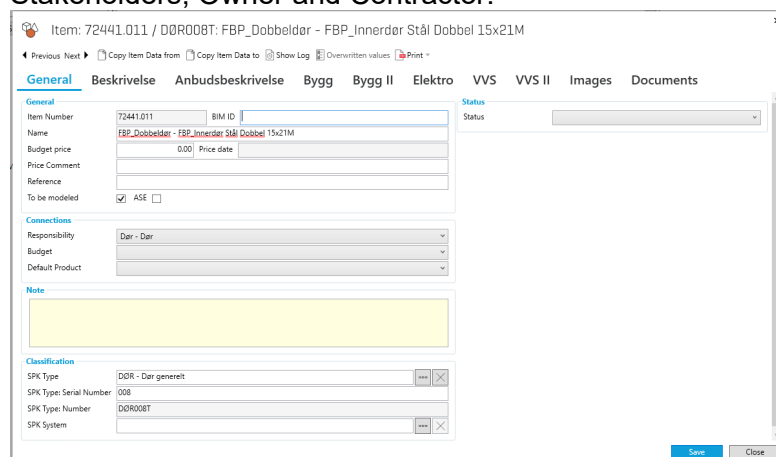 Stakeholders, Owner and Contractor.
Item: 72441.011 / DØR008T: FBP_Dobbeldør - FBP_Innerdør Stål Dobbel 15x21M
Previous Next Copy Item Data from Copy Item Data to Show Log Overwritten values Print
General Beskrivelse Anbudsbeskrivelse Bygg Bygg II Elektro VVS VVS II Images Documents
General
Item Number 72441.011 BIM ID
Name FBP_Dobbeldør - FBP_Innerdør Stål Dobbel 15x21M
Budget price 0.00 Price date
Price Comment
Reference
To be modeled ASE
Status
Status
Connections
Responsibility Dør - Dør
Budget
Default Product
Note
Classification
SPK Type DØR - Dør generelt
SPK Type: Serial Number 008
SPK Type: Number DØR008T
SPK System
Save Close